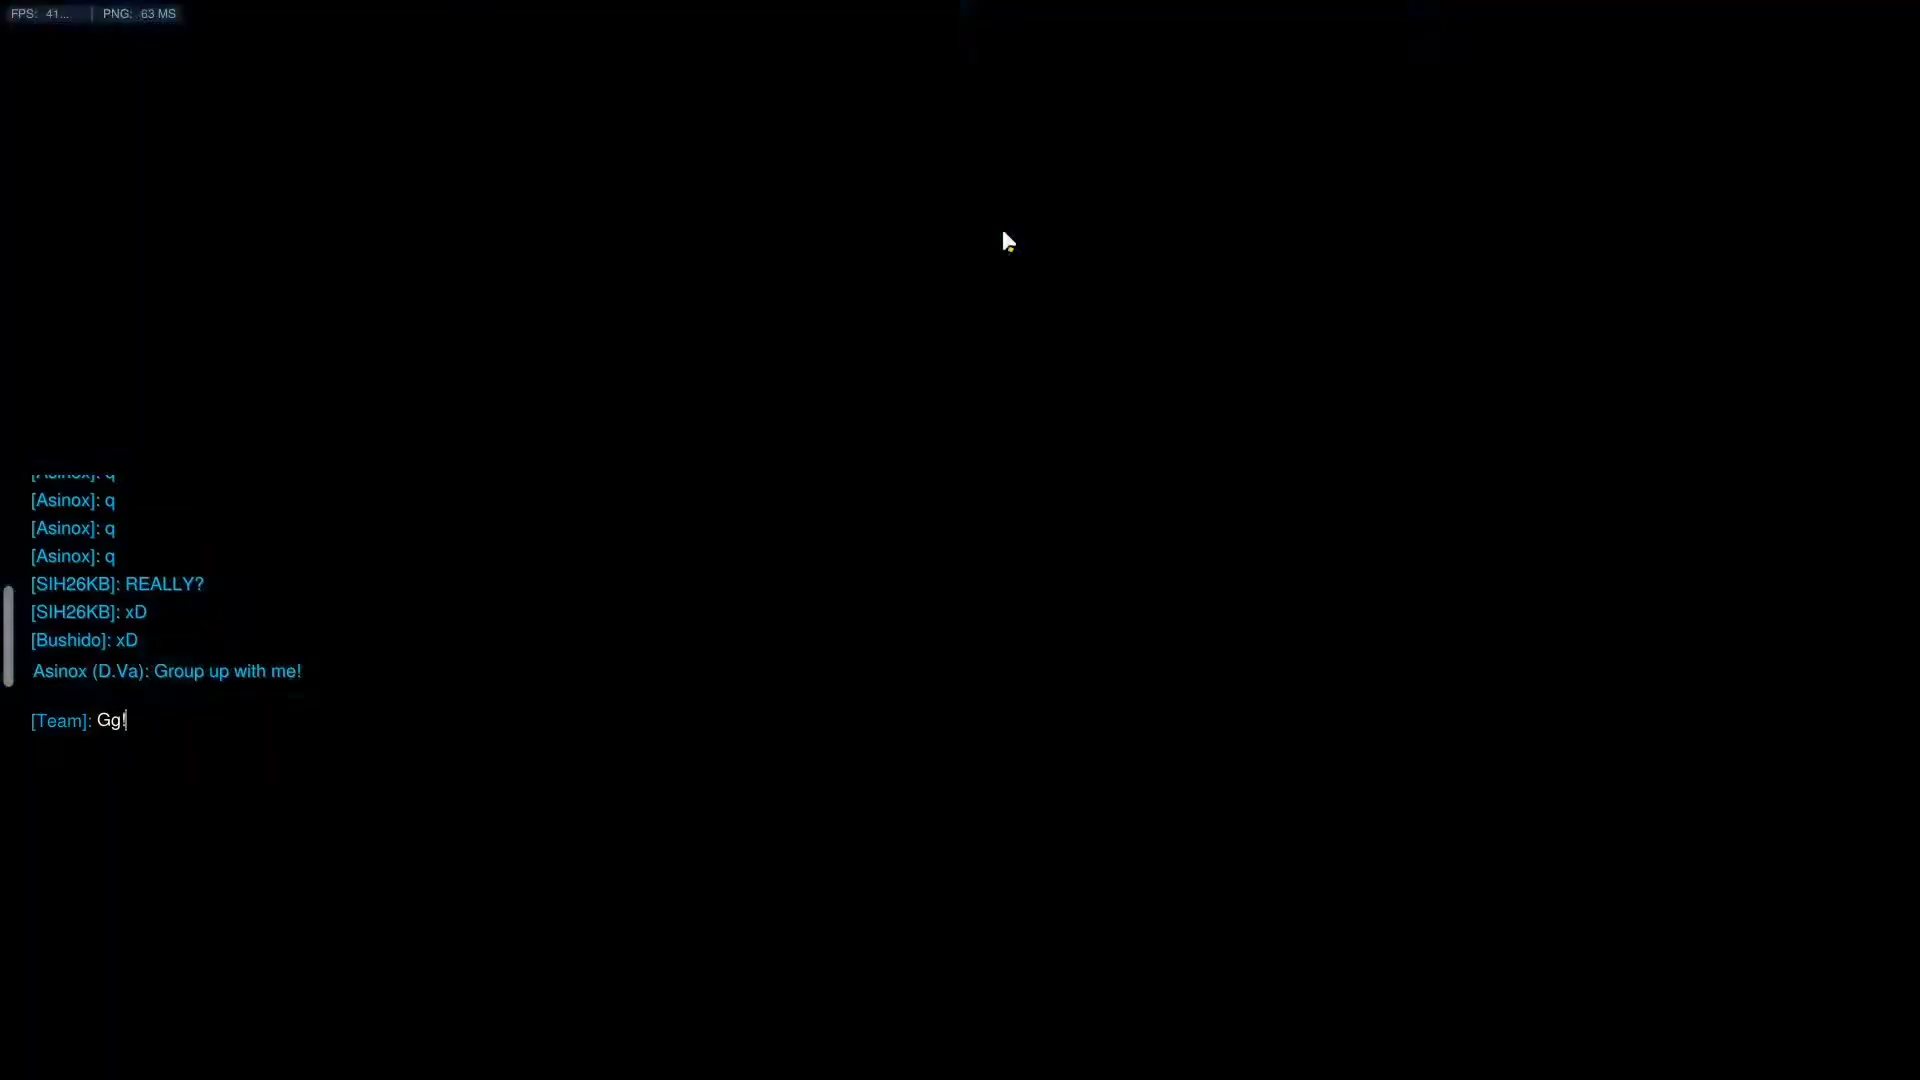 FPS: 41... | PNG: 63 MS
[Asinox]: q
[Asinox]: q
[Asinox]: q
[Asinox]: q
[SIH26KB]: REALLY?
[SIH26KB]: xD
[Bushido]: xD
Asinox (D.Va): Group up with me!
[Team]: Gg!